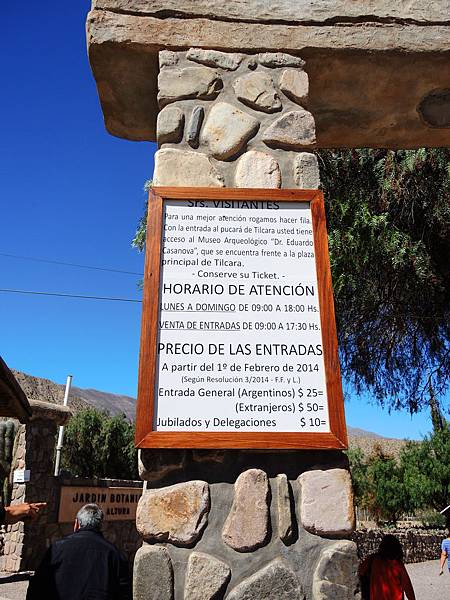 Srs. VISITANTES
Para una mejor atención rogamos hacer fila.
Con la entrada al pucará de Tilcara usted tiene
acceso al Museo Arqueológico "Dr. Eduardo
Casanova", que se encuentra frente a la plaza
principal de Tilcara.
- Conserve su Ticket. -
HORARIO DE ATENCIÓN
LUNES A DOMINGO DE 09:00 A 18:00 Hs.
VENTA DE ENTRADAS DE 09:00 A 17:30 Hs.
PRECIO DE LAS ENTRADAS
A partir del 1º de Febrero de 2014
(Según Resolución 3/2014 - F.F. y L.)
Entrada General (Argentinos) $ 25=
(Extranjeros) $ 50=
Jubilados y Delegaciones $ 10=
JARDIN BOTANI
ALTURA